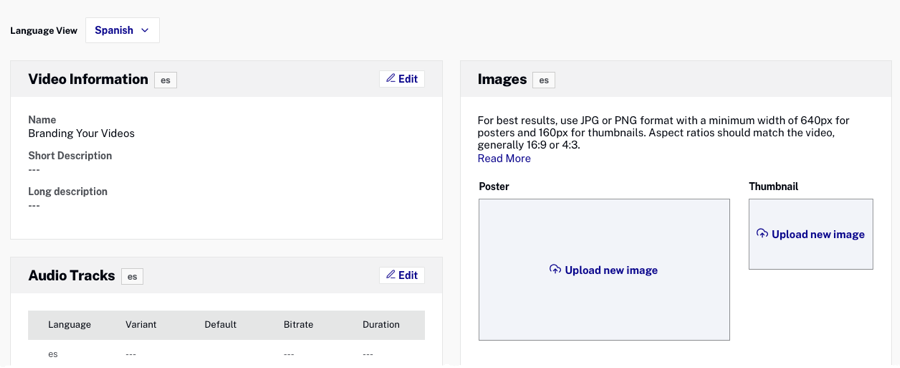 Language View Spanish
Video Information es Edit
Name
Branding Your Videos
Short Description
---
Long description
---
Audio Tracks es Edit
Language Variant Default Bitrate Duration
es --- --- ---
Images es
For best results, use JPG or PNG format with a minimum width of 640px for
posters and 160px for thumbnails. Aspect ratios should match the video,
generally 16:9 or 4:3.
Read More
Poster
Upload new image
Thumbnail
Upload new image